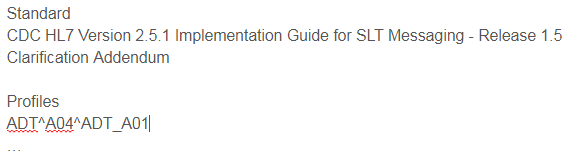 Standard
CDC HL7 Version 2.5.1 Implementation Guide for SLT Messaging - Release 1.5
Clarification Addendum
Profiles
ADT^A04^ADT_A01
...